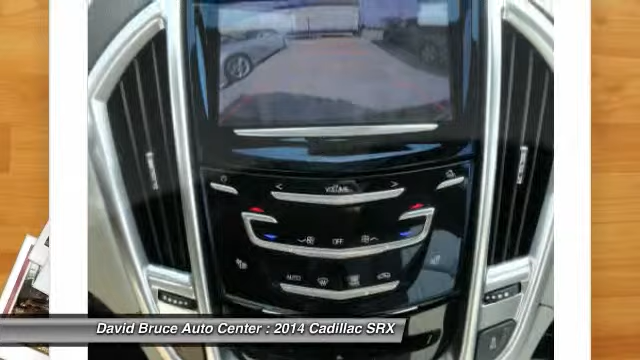 < VOLUME >
OFF
AUTO
David Bruce Auto Center : 2014 Cadillac SRX